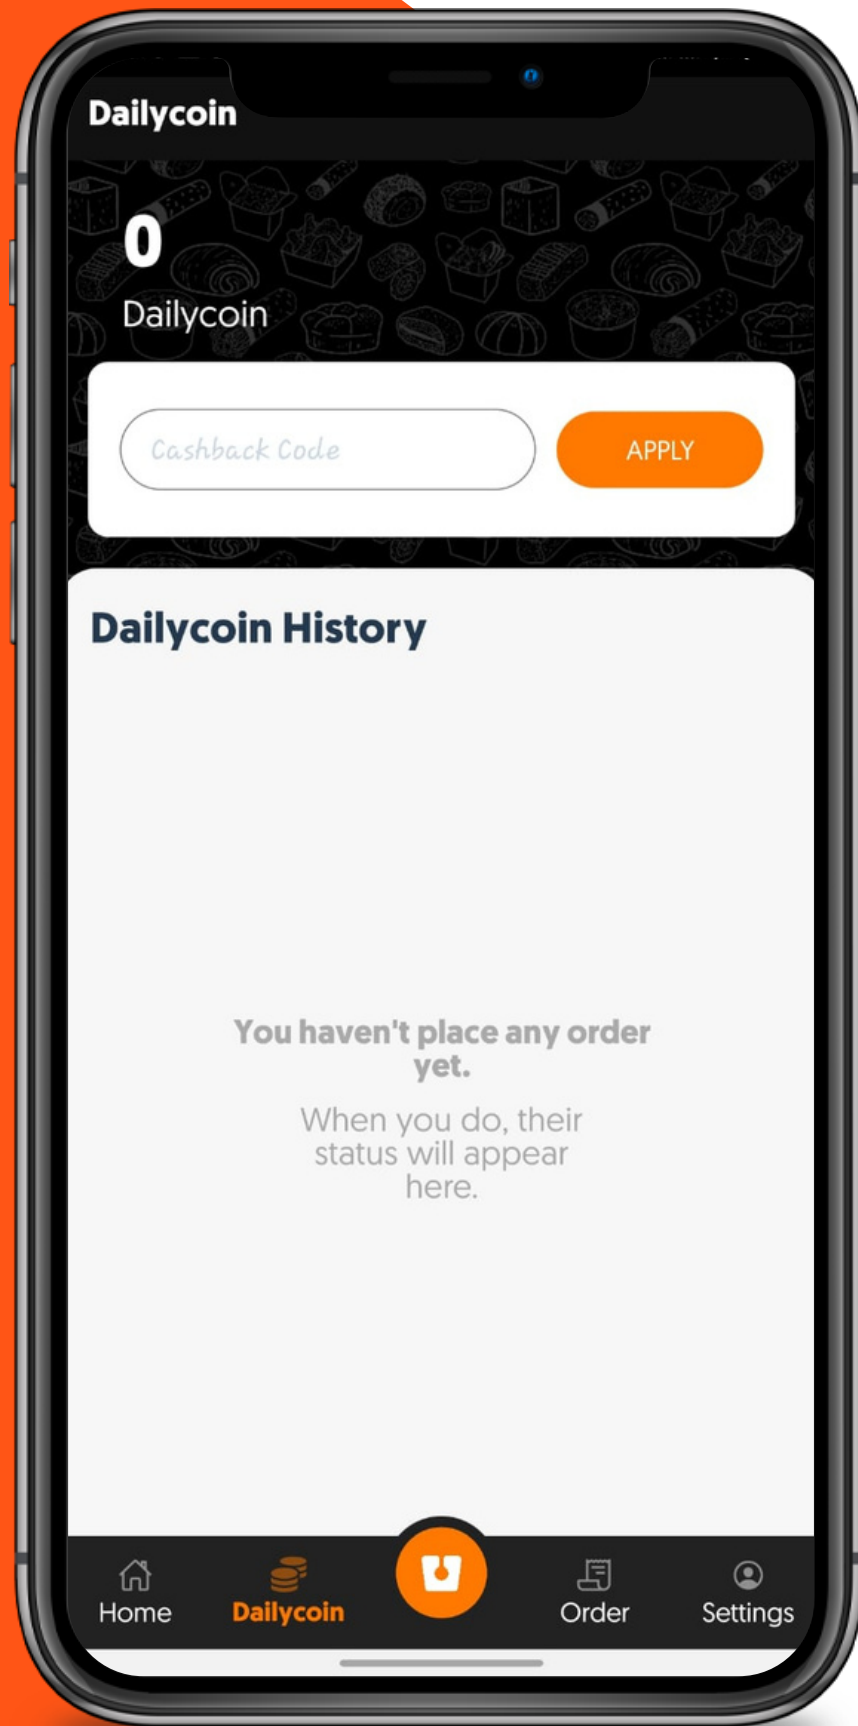 Dailycoin
0
Dailycoin
Cashback Code
APPLY
Dailycoin History
You haven't place any order
yet.
When you do, their
status will appear
here.
Home
Dailycoin
Order
Settings